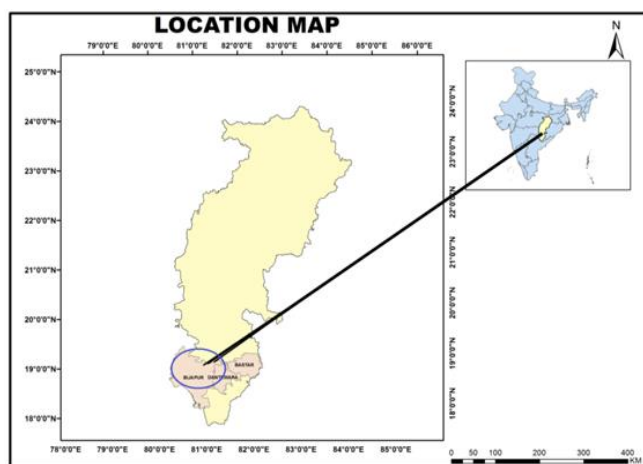 LOCATION MAP
79°0'0"E 80°0'0"E 81°0'0"E 82°0'0"E 83°0'0"E 84°0'0"E 85°0'0"E 86°0'0"E
N
25°0'0"N
24°0'0"N
23°0'0"N
22°0'0"N
21°0'0"N
20°0'0"N
19°0'0"N
18°0'0"N
24°0'0"N
23°0'0"N
22°0'0"N
21°0'0"N
20°0'0"N
19°0'0"N
18°0'0"N
BASTAR
BIJAPUR DANTEWARA
78°0'0"E 79°0'0"E 80°0'0"E 81°0'0"E 82°0'0"E 83°0'0"E 84°0'0"E 85°0'0"E 86°0'0"E
0 50 100 200 300 400
KM